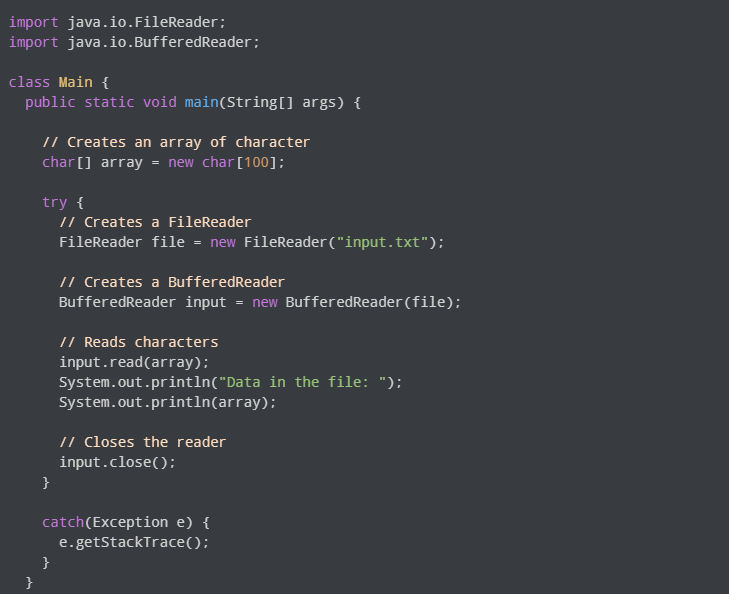 import java.io.FileReader;
import java.io.BufferedReader;

class Main {
  public static void main(String[] args) {

    // Creates an array of character
    char[] array = new char[100];

    try {
      // Creates a FileReader
      FileReader file = new FileReader("input.txt");

      // Creates a BufferedReader
      BufferedReader input = new BufferedReader(file);

      // Reads characters
      input.read(array);
      System.out.println("Data in the file: ");
      System.out.println(array);

      // Closes the reader
      input.close();
    }

    catch(Exception e) {
      e.getStackTrace();
    }
  }